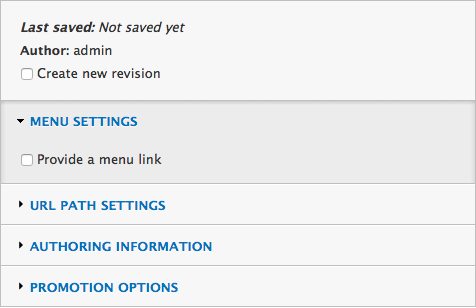 Last saved: Not saved yet
Author: admin
Create new revision
MENU SETTINGS
Provide a menu link
URL PATH SETTINGS
AUTHORING INFORMATION
PROMOTION OPTIONS